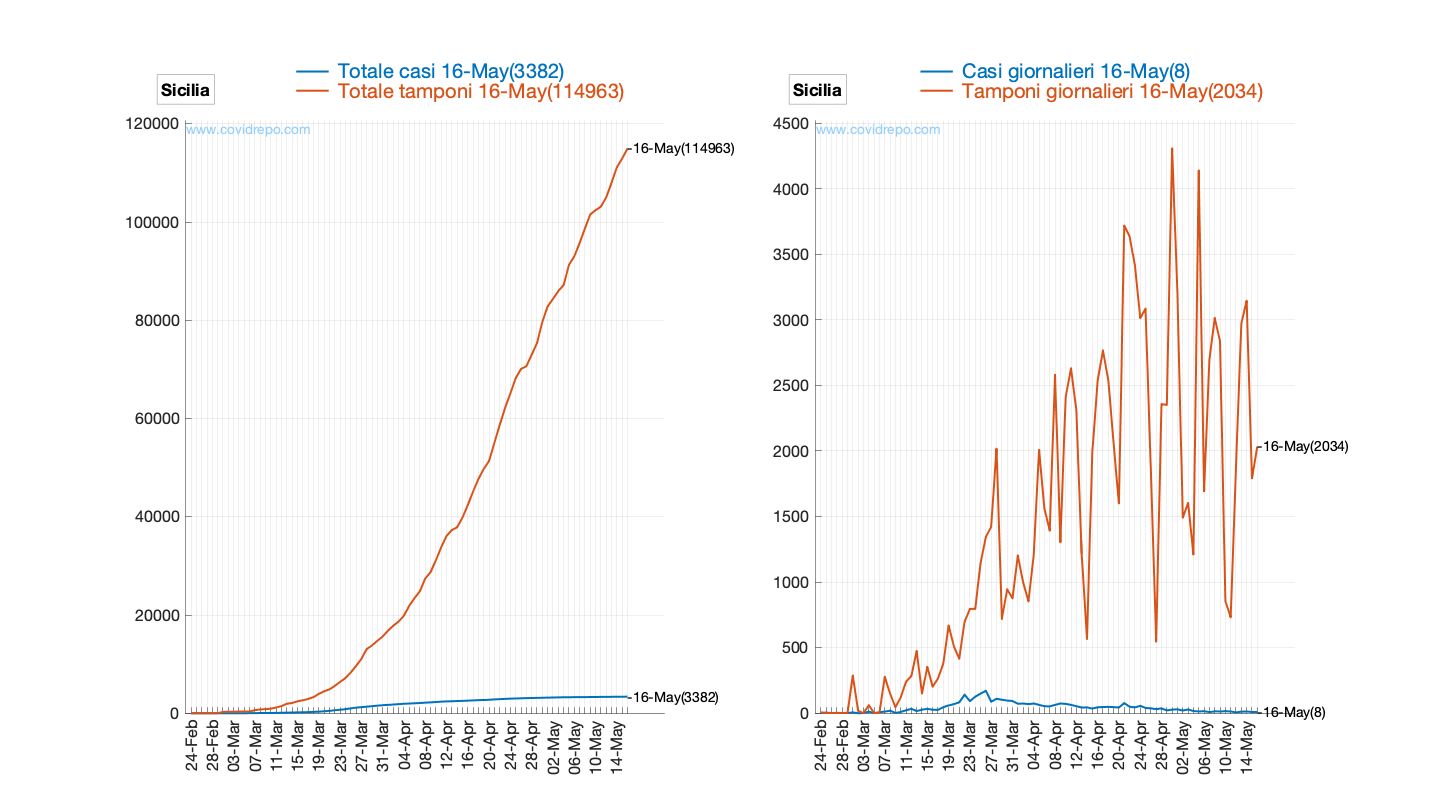 Sicilia
Totale casi 16-May(3382)
Totale tamponi 16-May(114963)
www.covidrepo.com
120000
100000
80000
60000
40000
20000
0
16-May(114963)
16-May(3382)
24-Feb
28-Feb
03-Mar
07-Mar
11-Mar
15-Mar
19-Mar
23-Mar
27-Mar
31-Mar
04-Apr
08-Apr
12-Apr
16-Apr
20-Apr
24-Apr
28-Apr
02-May
06-May
10-May
14-May
Sicilia
Casi giornalieri 16-May(8)
Tamponi giornalieri 16-May(2034)
www.covidrepo.com
4500
4000
3500
3000
2500
2000
1500
1000
500
0
16-May(2034)
16-May(8)
24-Feb
28-Feb
03-Mar
07-Mar
11-Mar
15-Mar
19-Mar
23-Mar
27-Mar
31-Mar
04-Apr
08-Apr
12-Apr
16-Apr
20-Apr
24-Apr
28-Apr
02-May
06-May
10-May
14-May